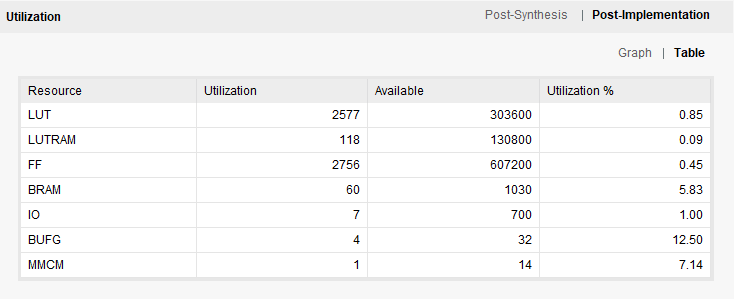 Utilization Post-Synthesis | Post-Implementation
Graph | Table
Resource Utilization Available Utilization %
LUT 2577 303600 0.85
LUTRAM 118 130800 0.09
FF 2756 607200 0.45
BRAM 60 1030 5.83
IO 7 700 1.00
BUFG 4 32 12.50
MMCM 1 14 7.14